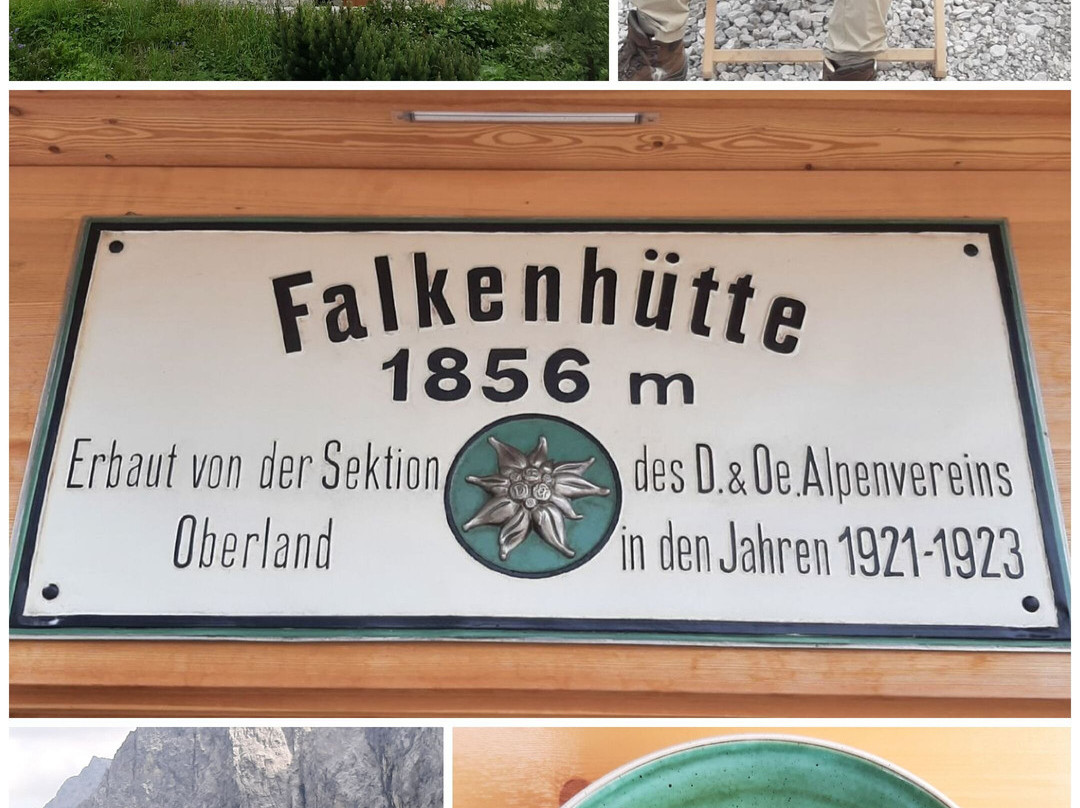 Falkenhütte
1856 m
Erbaut von der Sektion des D. & Oe. Alpenvereins
Oberland in den Jahren 1921-1923